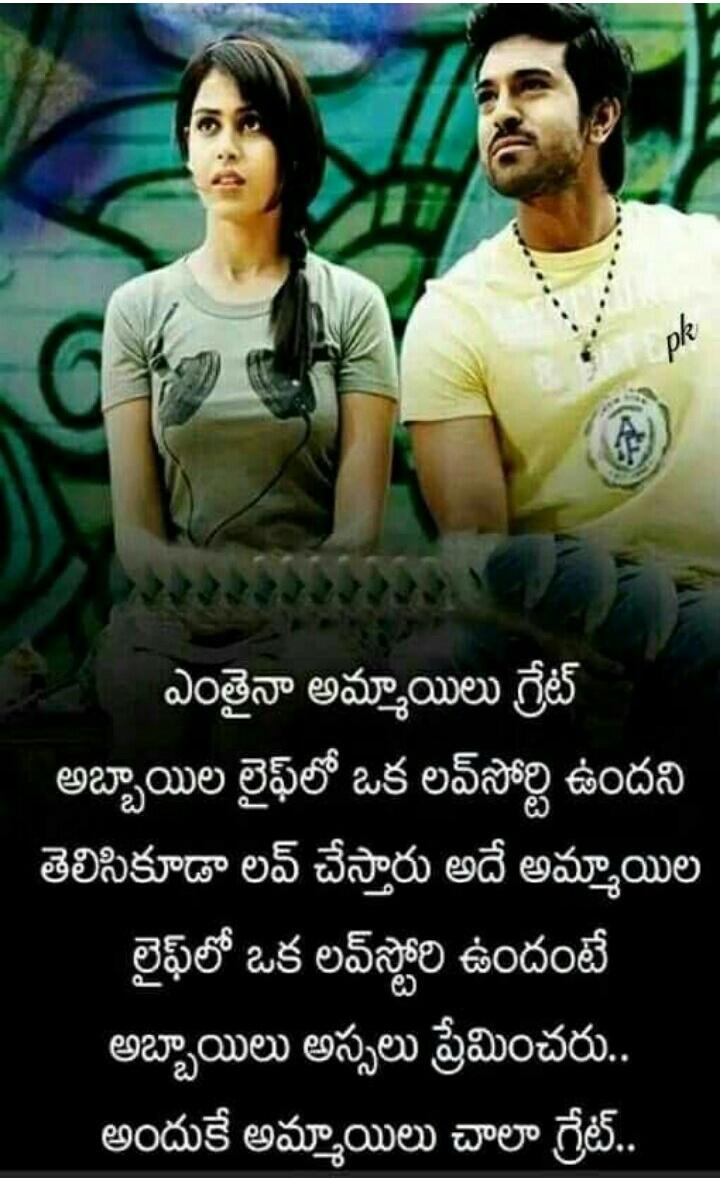 pk
ఎంతైనా అమ్మాయిలు గ్రేట్
అబ్బాయిల లైఫ్‌లో ఒక లవ్‌సోర్టి ఉందని
తెలిసికూడా లవ్ చేస్తారు అదే అమ్మాయిల
లైఫ్‌లో ఒక లవ్‌స్టోరి ఉందంటే
అబ్బాయిలు అస్సలు ప్రేమించరు..
అందుకే అమ్మాయిలు చాలా గ్రేట్..